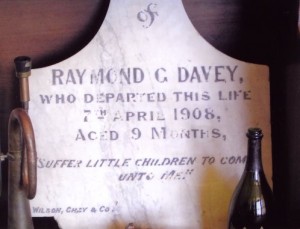 OF
RAYMOND G. DAVEY,
WHO DEPARTED THIS LIFE
7TH APRIL 1908,
AGED 9 MONTHS,
"SUFFER LITTLE CHILDREN TO COME
UNTO ME"
WILSON, & CO.